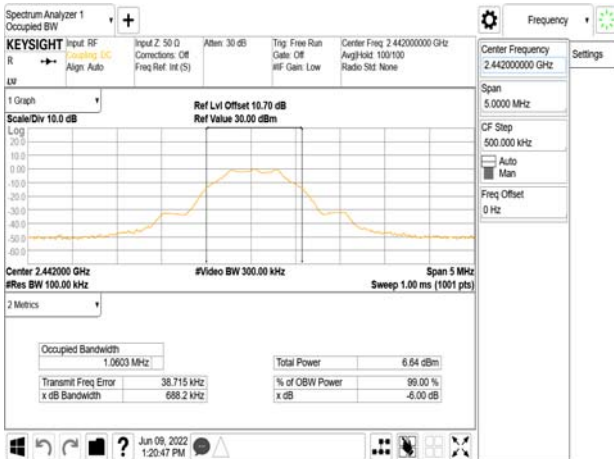 Spectrum Analyzer 1
Occupied BW
+
Frequency
KEYSIGHT
R
LXI
Input: RF
Coupling: DC
Align: Auto
Input Z: 50 Ω
Corrections: Off
Freq Ref: Int (S)
Atten: 30 dB
Trig: Free Run
Gate: Off
#IF Gain: Low
Center Freq: 2.442000000 GHz
Avg|Hold: 100/100
Radio Std: None
Center Frequency
2.442000000 GHz
Settings
Span
5.0000 MHz
CF Step
500.000 kHz
Auto
Man
Freq Offset
0 Hz
1 Graph
Scale/Div 10.0 dB
Ref Lvl Offset 10.70 dB
Ref Value 30.00 dBm
Log
20.0
10.0
0.00
-10.0
-20.0
-30.0
-40.0
-50.0
-60.0
Center 2.442000 GHz
#Res BW 100.00 kHz
#Video BW 300.00 kHz
Span 5 MHz
Sweep 1.00 ms (1001 pts)
2 Metrics
Occupied Bandwidth
1.0603 MHz
Total Power 6.64 dBm
Transmit Freq Error 38.715 kHz
% of OBW Power 99.00 %
x dB Bandwidth 688.2 kHz
x dB -6.00 dB
?
Jun 09, 2022
1:20:47 PM